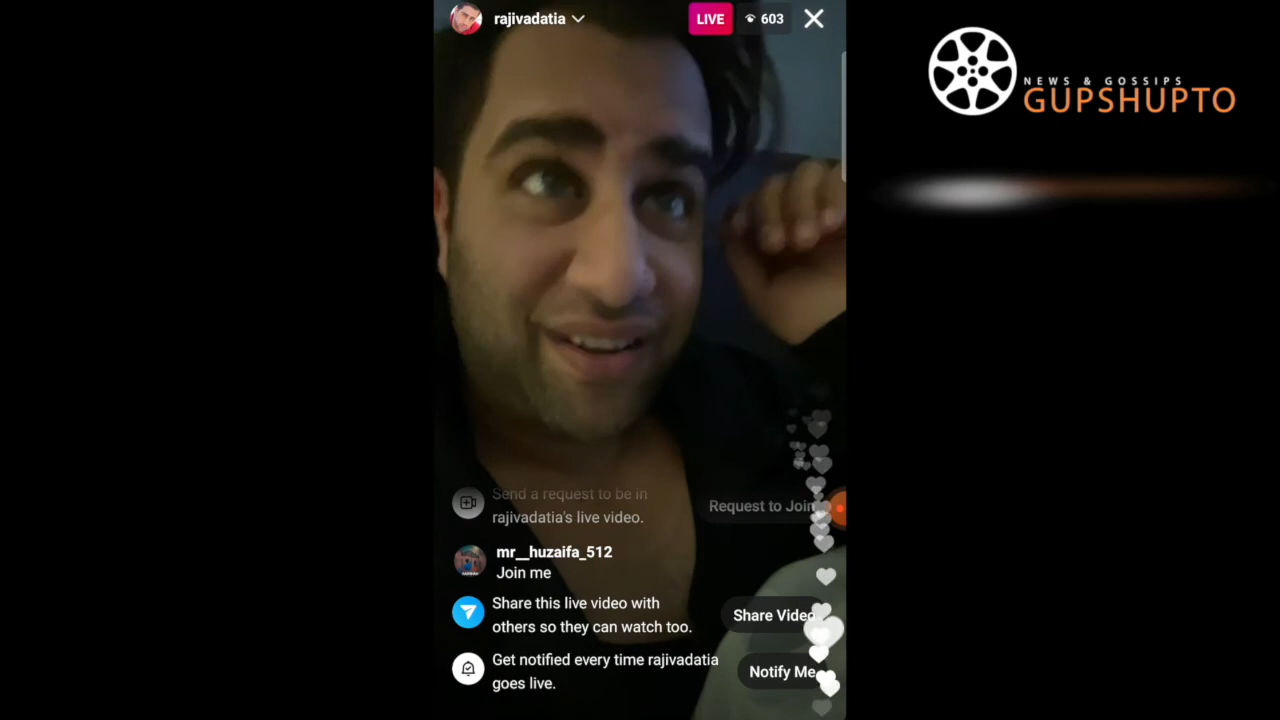 rajivadatia
LIVE
603
NEWS & GOSSIPS
GUPSHUPTO
Send a request to be in
rajivadatia's live video.
Request to Join
mr__huzaifa_512
Join me
Share this live video with
others so they can watch too.
Share Video
Get notified every time rajivadatia
goes live.
Notify Me